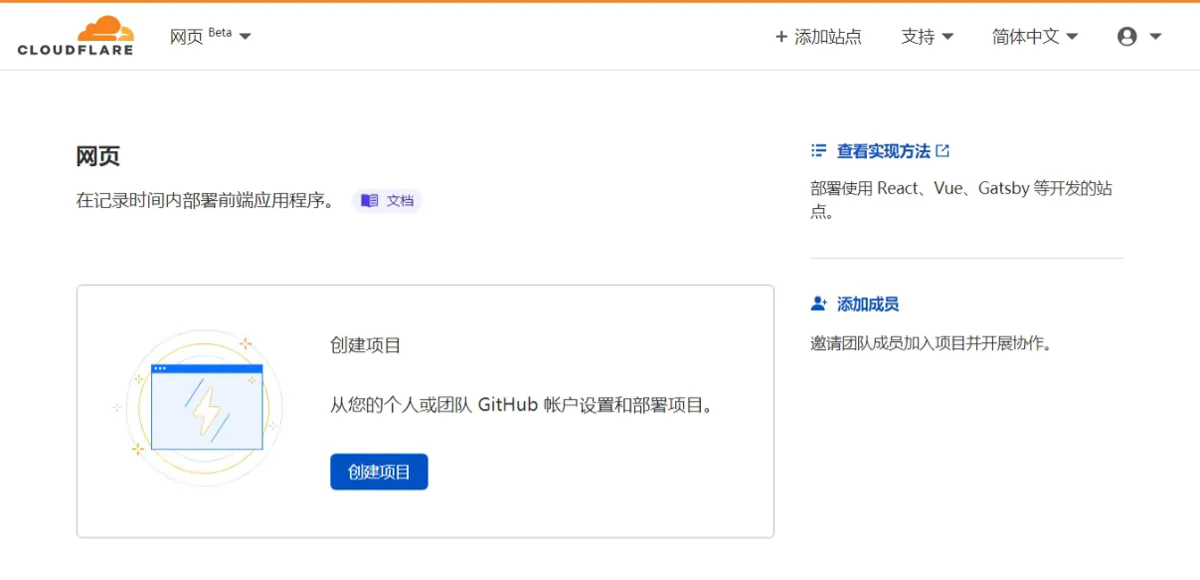 CLOUDFLARE
网页 Beta
+ 添加站点
支持
简体中文
网页
在记录时间内部署前端应用程序。
文档
创建项目
从您的个人或团队 GitHub 帐户设置和部署项目。
创建项目
查看实现方法
部署使用 React、Vue、Gatsby 等开发的站
点。
添加成员
邀请团队成员加入项目并开展协作。